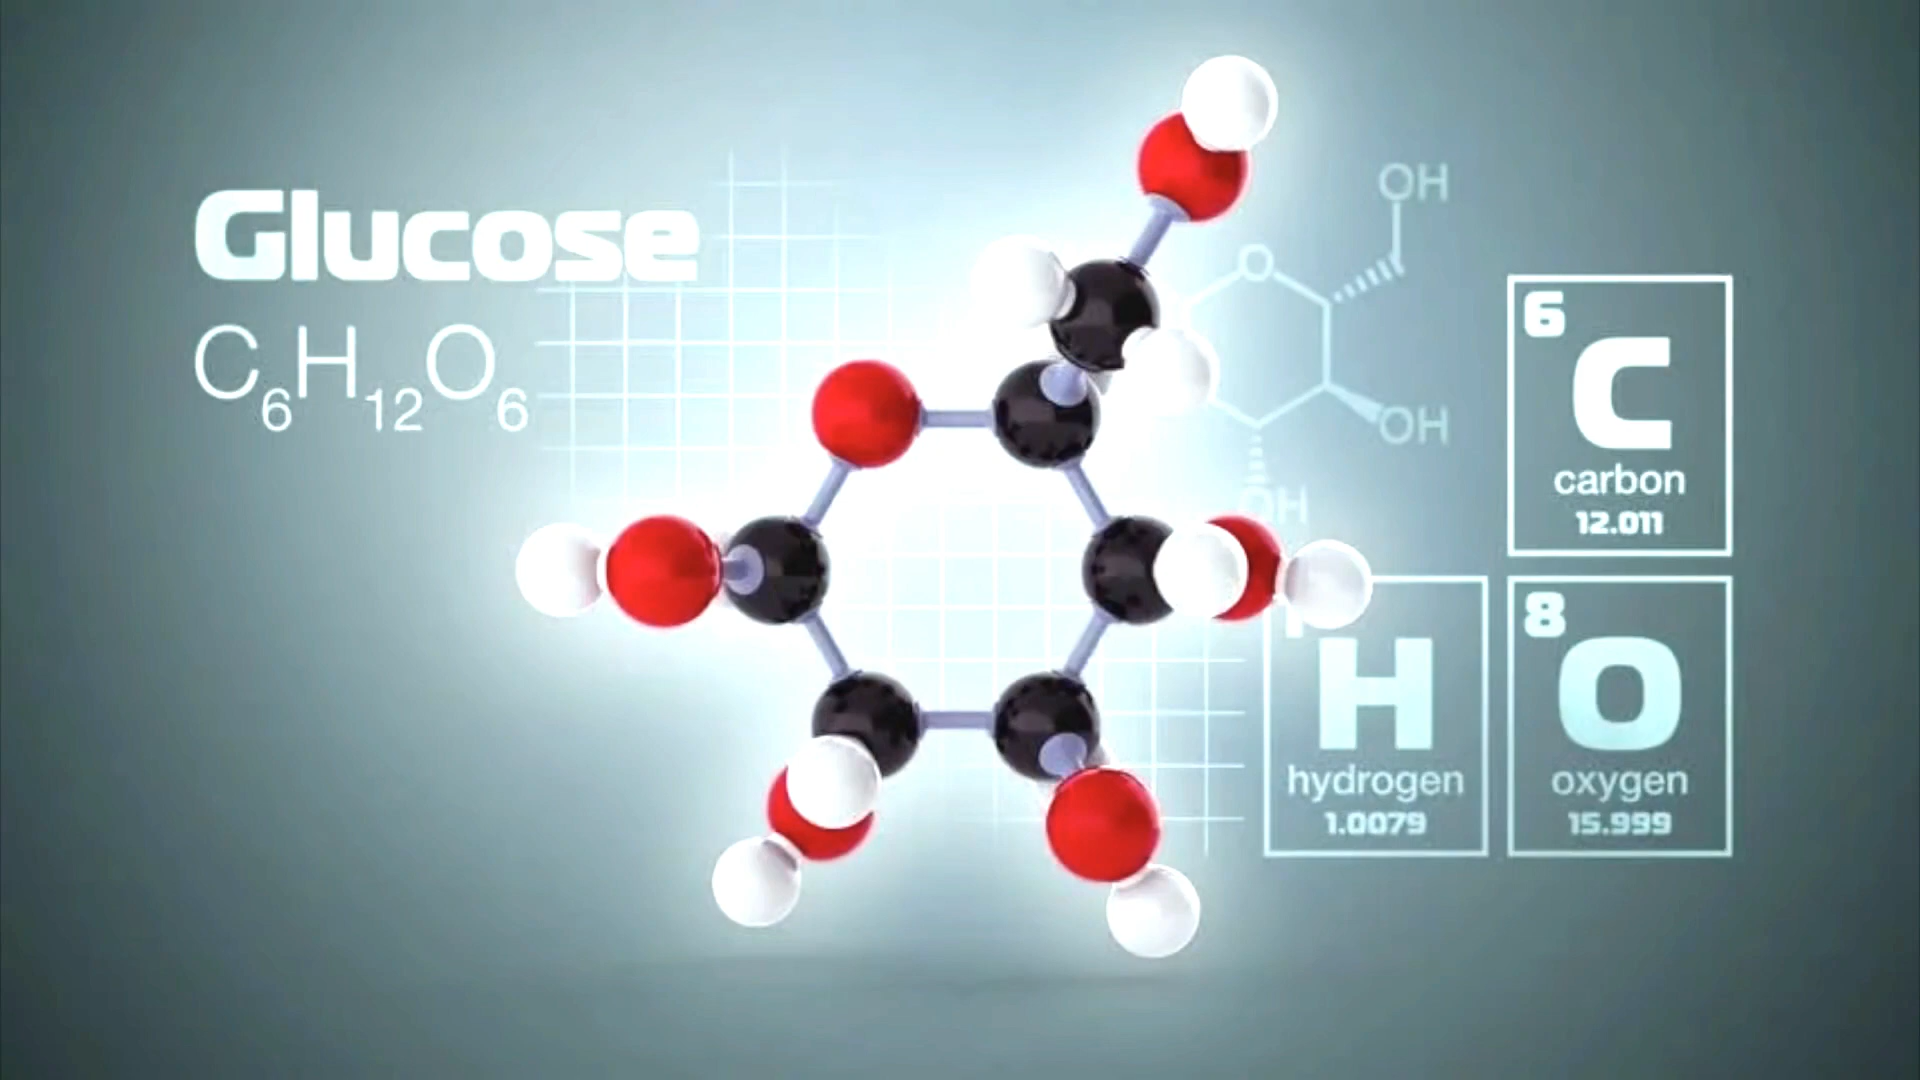 Glucose
C6H12O6
OH
O
OH
OH
6
C
carbon
12.011
H
hydrogen
1.0079
8
O
oxygen
15.999